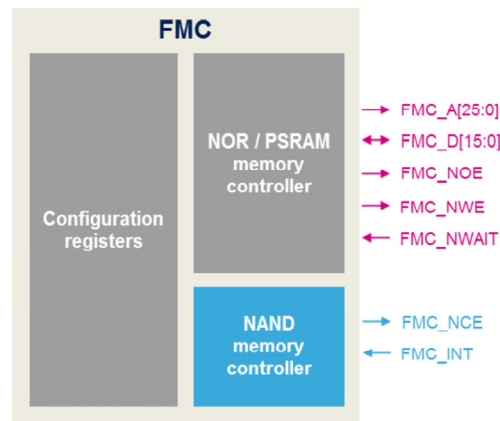 FMC
Configuration
registers
NOR / PSRAM
memory
controller
NAND
memory
controller
FMC_A[25:0]
FMC_D[15:0]
FMC_NOE
FMC_NWE
FMC_NWAIT
FMC_NCE
FMC_INT